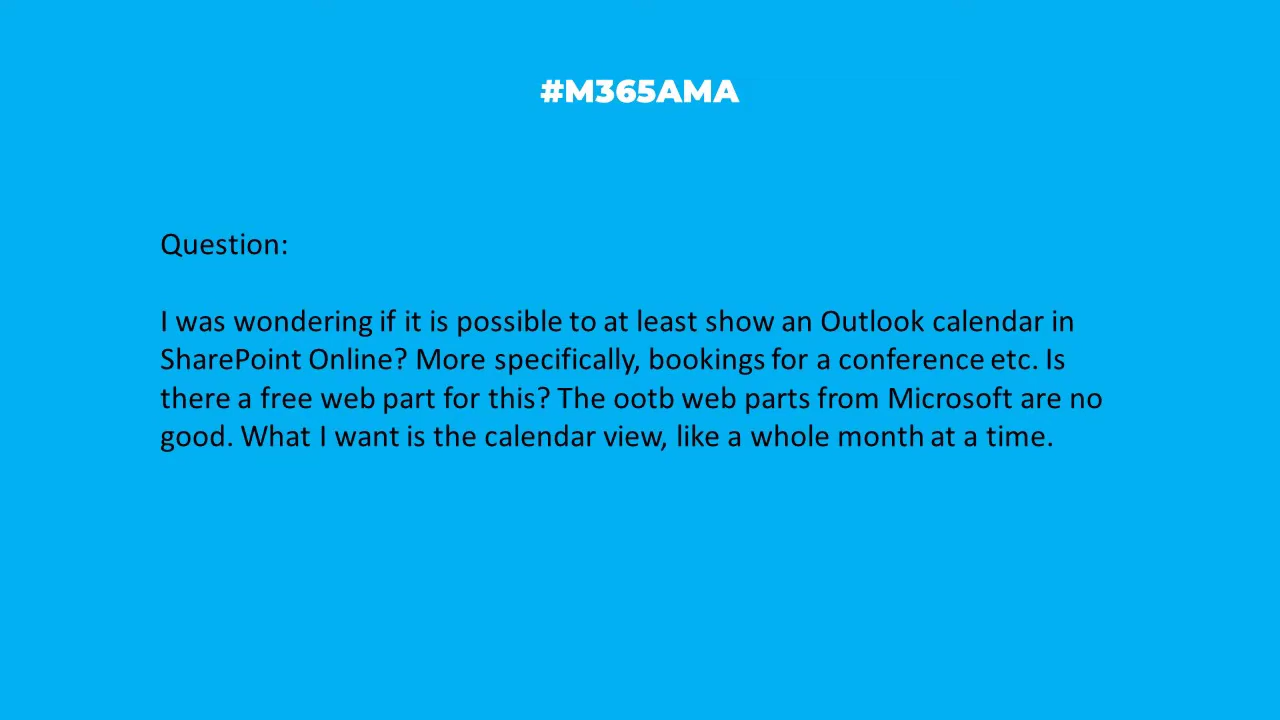 #M365AMA
Question:
I was wondering if it is possible to at least show an Outlook calendar in
SharePoint Online? More specifically, bookings for a conference etc. Is
there a free web part for this? The ootb web parts from Microsoft are no
good. What I want is the calendar view, like a whole month at a time.